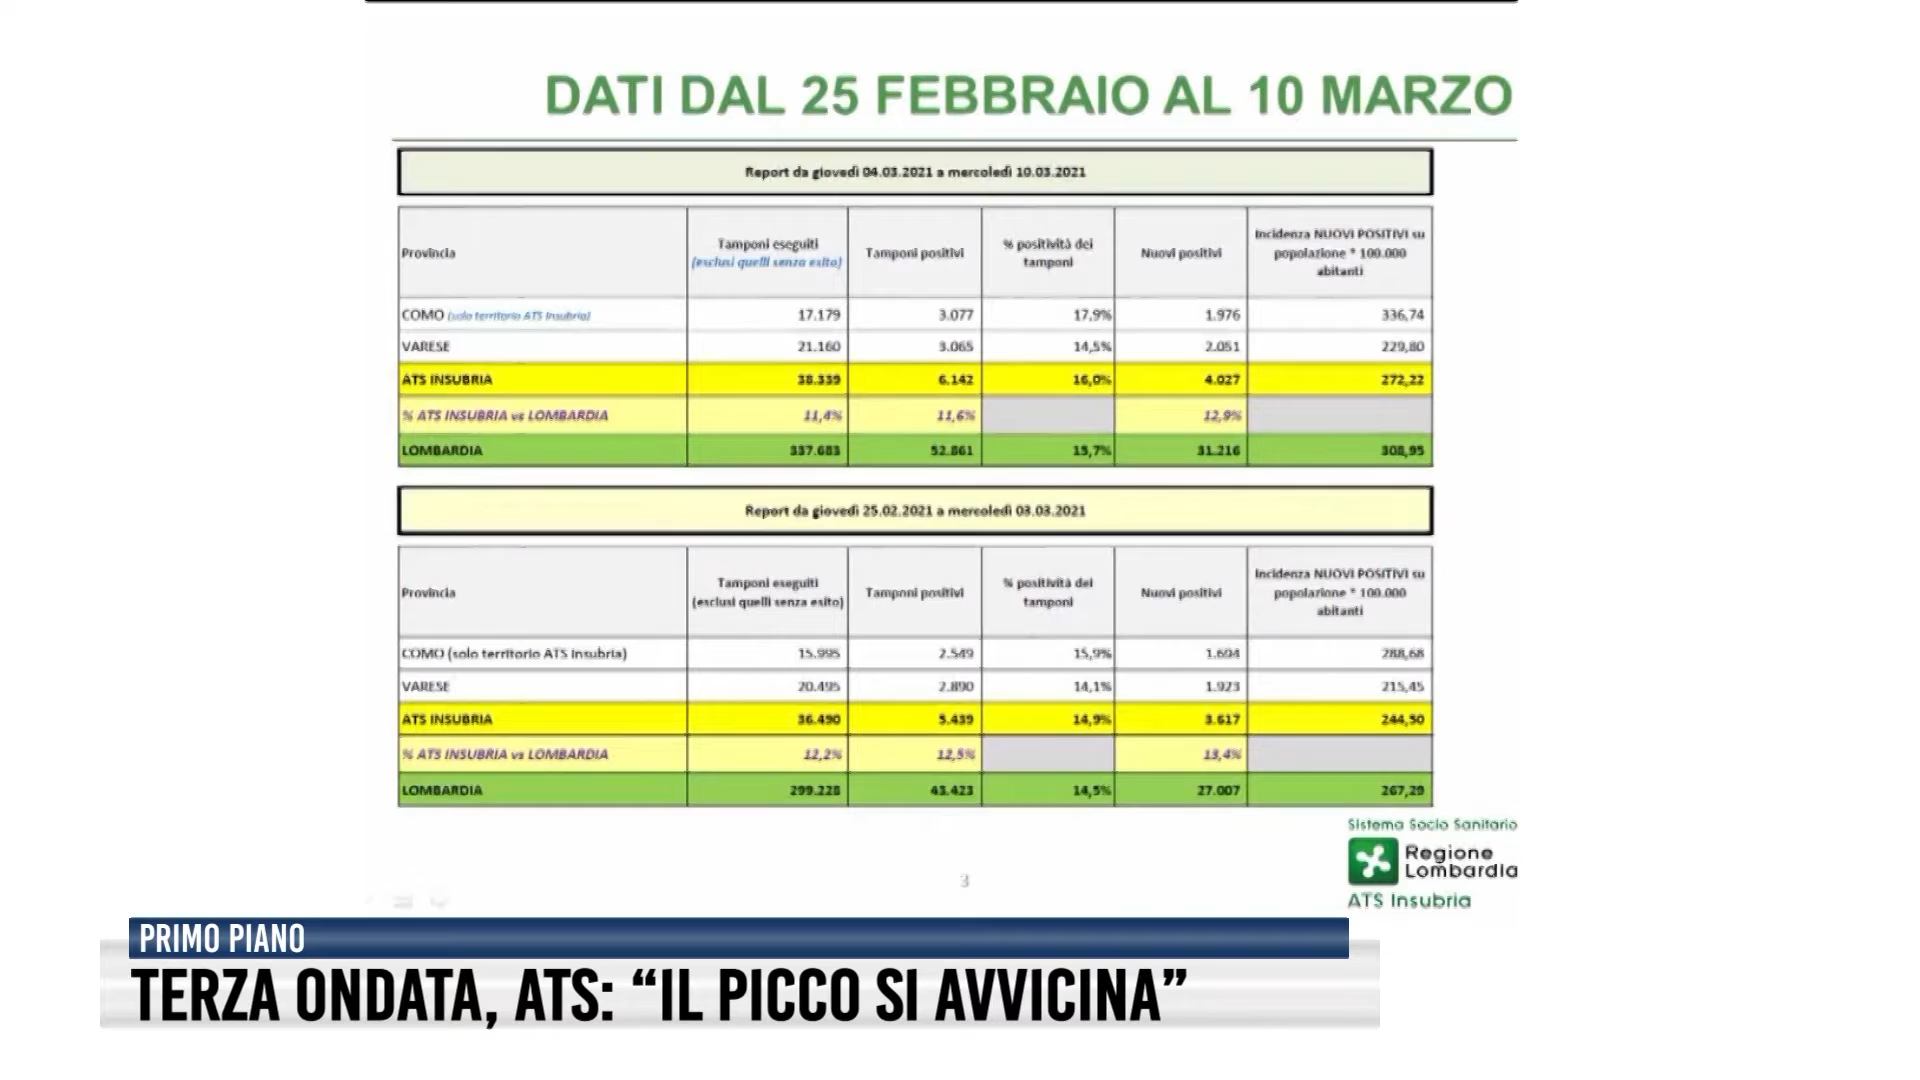 DATI DAL 25 FEBBRAIO AL 10 MARZO
Report da giovedì 04.03.2021 a mercoledì 10.03.2021
Provincia
Tamponi eseguiti
(esclusi quelli senza esito)
Tamponi positivi
% positività dei
tamponi
Nuovi positivi
Incidenza NUOVI POSITIVI su
popolazione * 100.000
abitanti
COMO (solo territorio ATS Insubria) 17.179 3.077 17,9% 1.976 336,74
VARESE 21.160 3.065 14,5% 2.051 229,80
ATS INSUBRIA 38.339 6.142 16,0% 4.027 272,22
% ATS INSUBRIA vs LOMBARDIA 11,4% 11,6% 12,9%
LOMBARDIA 337.683 52.861 15,7% 31.216 308,95
Report da giovedì 25.02.2021 a mercoledì 03.03.2021
Provincia
Tamponi eseguiti
(esclusi quelli senza esito)
Tamponi positivi
% positività dei
tamponi
Nuovi positivi
Incidenza NUOVI POSITIVI su
popolazione * 100.000
abitanti
COMO (solo territorio ATS Insubria) 15.995 2.549 15,9% 1.694 288,68
VARESE 20.495 2.890 14,1% 1.923 215,45
ATS INSUBRIA 36.490 5.439 14,9% 3.617 244,50
% ATS INSUBRIA vs LOMBARDIA 12,2% 12,5% 13,4%
LOMBARDIA 299.228 43.423 14,5% 27.007 267,29
Sistema Socio Sanitario
Regione
Lombardia
ATS Insubria
3
PRIMO PIANO
TERZA ONDATA, ATS: “IL PICCO SI AVVICINA”